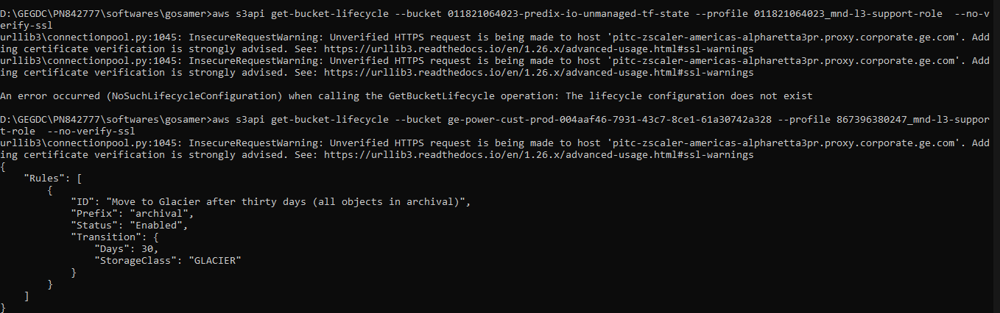 D:\GEGDC\PN842777\softwares\gosamer>aws s3api get-bucket-lifecycle --bucket 011821064023-predix-io-unmanaged-tf-state --profile 011821064023_mnd-l3-support-role  --no-v
erify-ssl
urllib3\connectionpool.py:1045: InsecureRequestWarning: Unverified HTTPS request is being made to host 'pitc-zscaler-americas-alpharetta3pr.proxy.corporate.ge.com'. Add
ing certificate verification is strongly advised. See: https://urllib3.readthedocs.io/en/1.26.x/advanced-usage.html#ssl-warnings
urllib3\connectionpool.py:1045: InsecureRequestWarning: Unverified HTTPS request is being made to host 'pitc-zscaler-americas-alpharetta3pr.proxy.corporate.ge.com'. Add
ing certificate verification is strongly advised. See: https://urllib3.readthedocs.io/en/1.26.x/advanced-usage.html#ssl-warnings

An error occurred (NoSuchLifecycleConfiguration) when calling the GetBucketLifecycle operation: The lifecycle configuration does not exist

D:\GEGDC\PN842777\softwares\gosamer>aws s3api get-bucket-lifecycle --bucket ge-power-cust-prod-004aaf46-7931-43c7-8ce1-61a30742a328 --profile 867396380247_mnd-l3-suppor
t-role  --no-verify-ssl
urllib3\connectionpool.py:1045: InsecureRequestWarning: Unverified HTTPS request is being made to host 'pitc-zscaler-americas-alpharetta3pr.proxy.corporate.ge.com'. Add
ing certificate verification is strongly advised. See: https://urllib3.readthedocs.io/en/1.26.x/advanced-usage.html#ssl-warnings
{
    "Rules": [
        {
            "ID": "Move to Glacier after thirty days (all objects in archival)",
            "Prefix": "archival",
            "Status": "Enabled",
            "Transition": {
                "Days": 30,
                "StorageClass": "GLACIER"
            }
        }
    ]
}